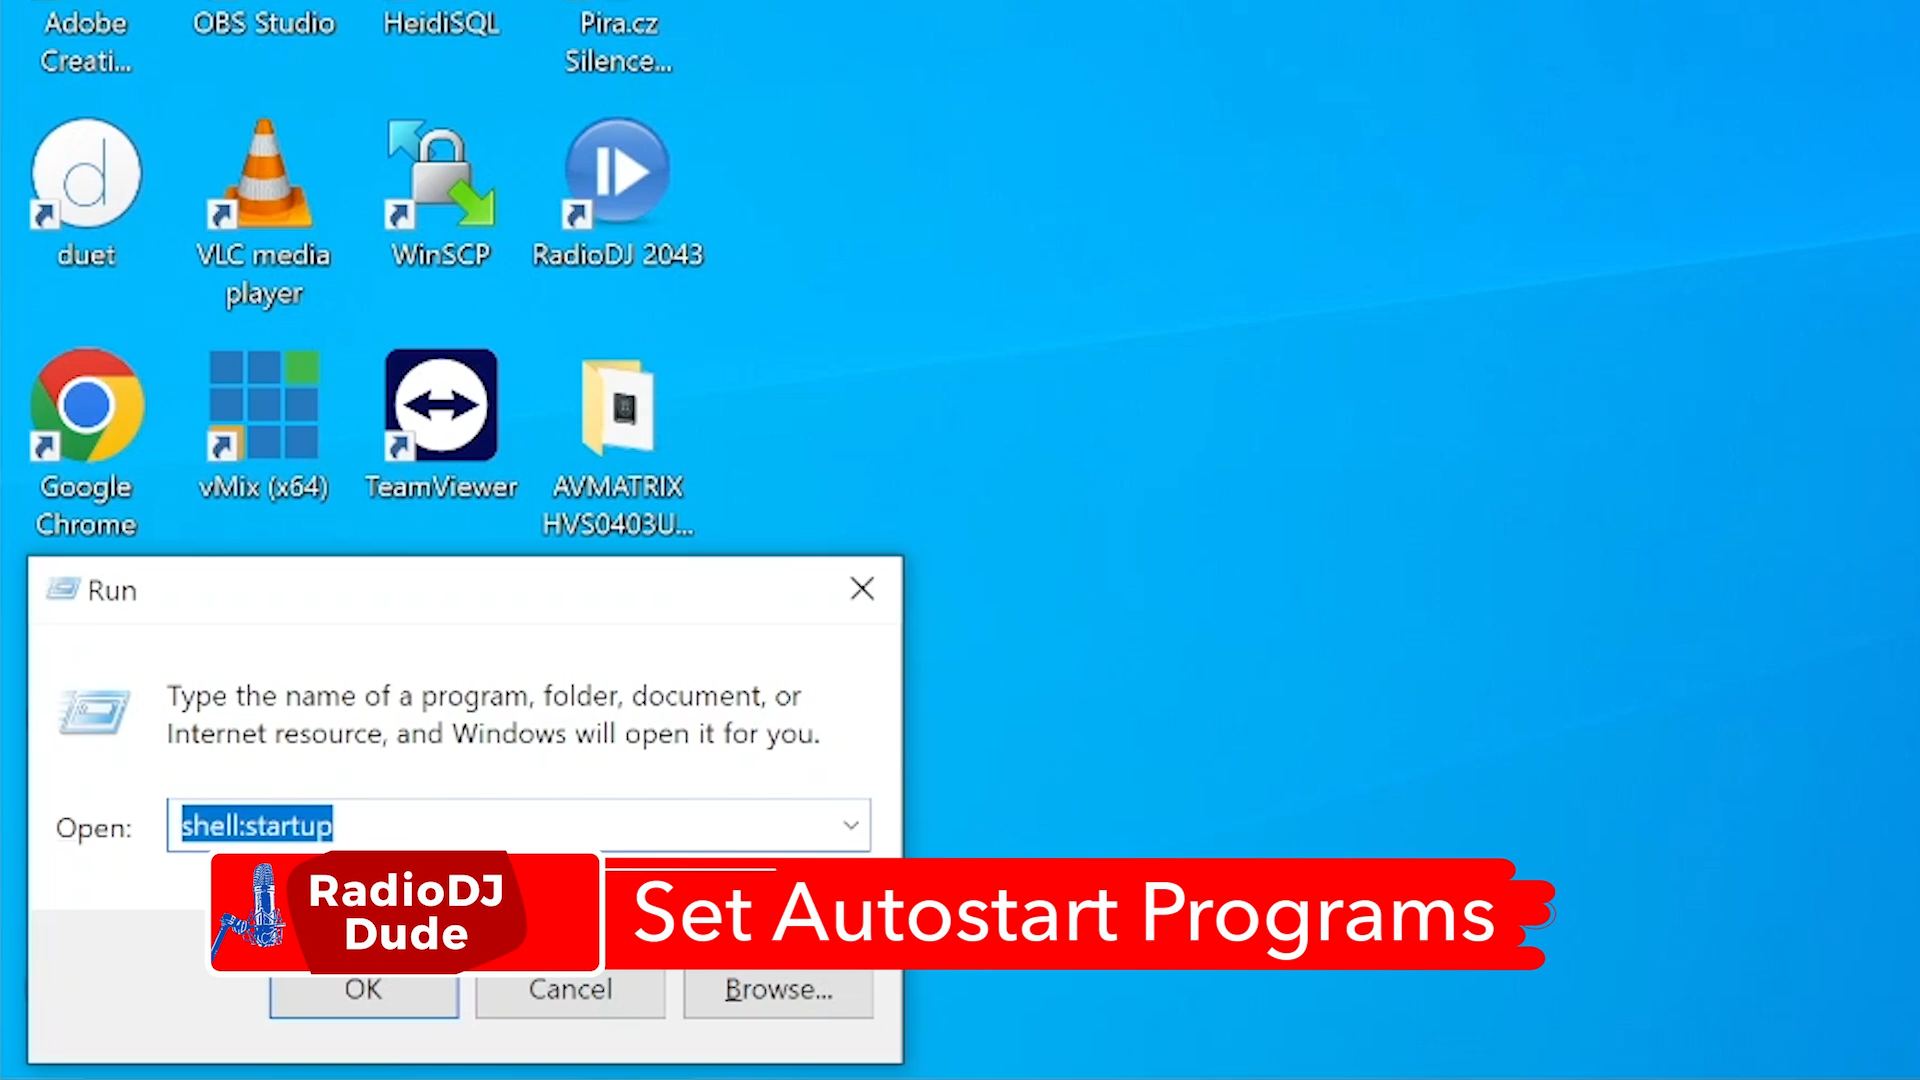 Adobe
Creati...
OBS Studio
HeidiSQL
Pira.cz
Silence...
duet
VLC media
player
WinSCP
RadioDJ 2043
Google
Chrome
vMix (x64)
TeamViewer
AVMATRIX
HVS0403U...
Run
Type the name of a program, folder, document, or
Internet resource, and Windows will open it for you.
Open:
shell:startup
RadioDJ
Dude
Set Autostart Programs
OK
Cancel
Browse...